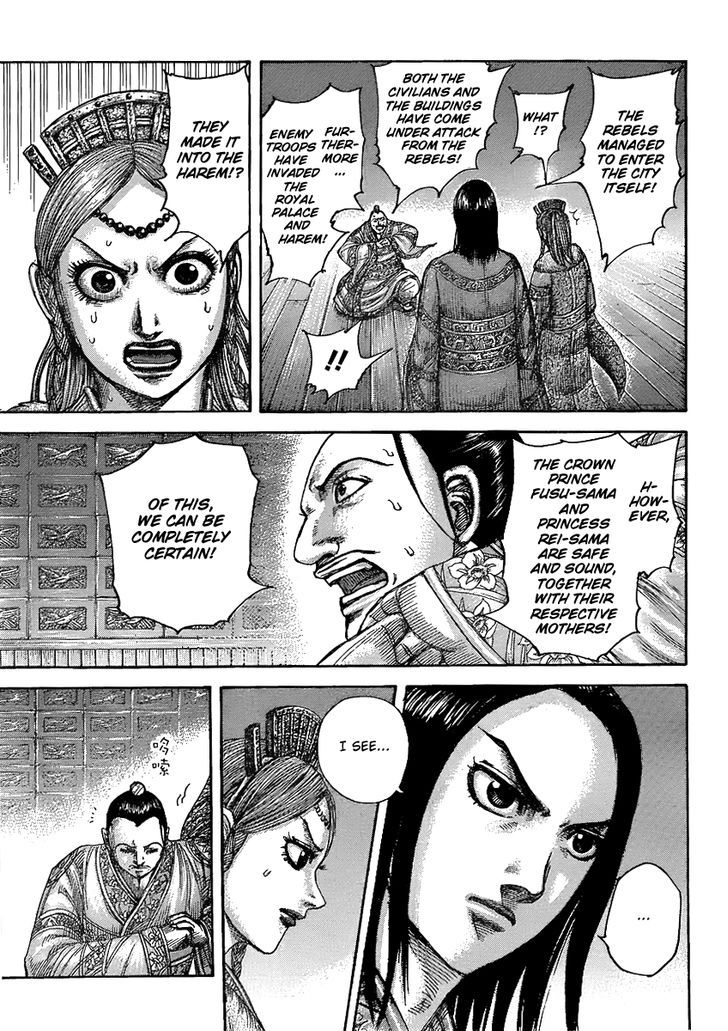 THE
REBELS
MANAGED
TO ENTER
THE CITY
ITSELF!
WHAT
!?
BOTH THE
CIVILIANS AND
THE BUILDINGS
HAVE COME
UNDER ATTACK
FROM THE
REBELS!
FUR-
THER-
MORE
...
ENEMY
TROOPS
HAVE
INVADED
THE
ROYAL
PALACE
AND
HAREM!
!!
THEY
MADE IT
INTO THE
HAREM!?
H-
HOW-
EVER,
THE CROWN
PRINCE
FUSU-SAMA
AND
PRINCESS
REI-SAMA
ARE SAFE
AND
SOUND,
TOGETHER
WITH THEIR
RESPECTIVE
MOTHERS!
OF THIS,
WE CAN BE
COMPLETELY
CERTAIN!
...
I SEE...
哆
嗦